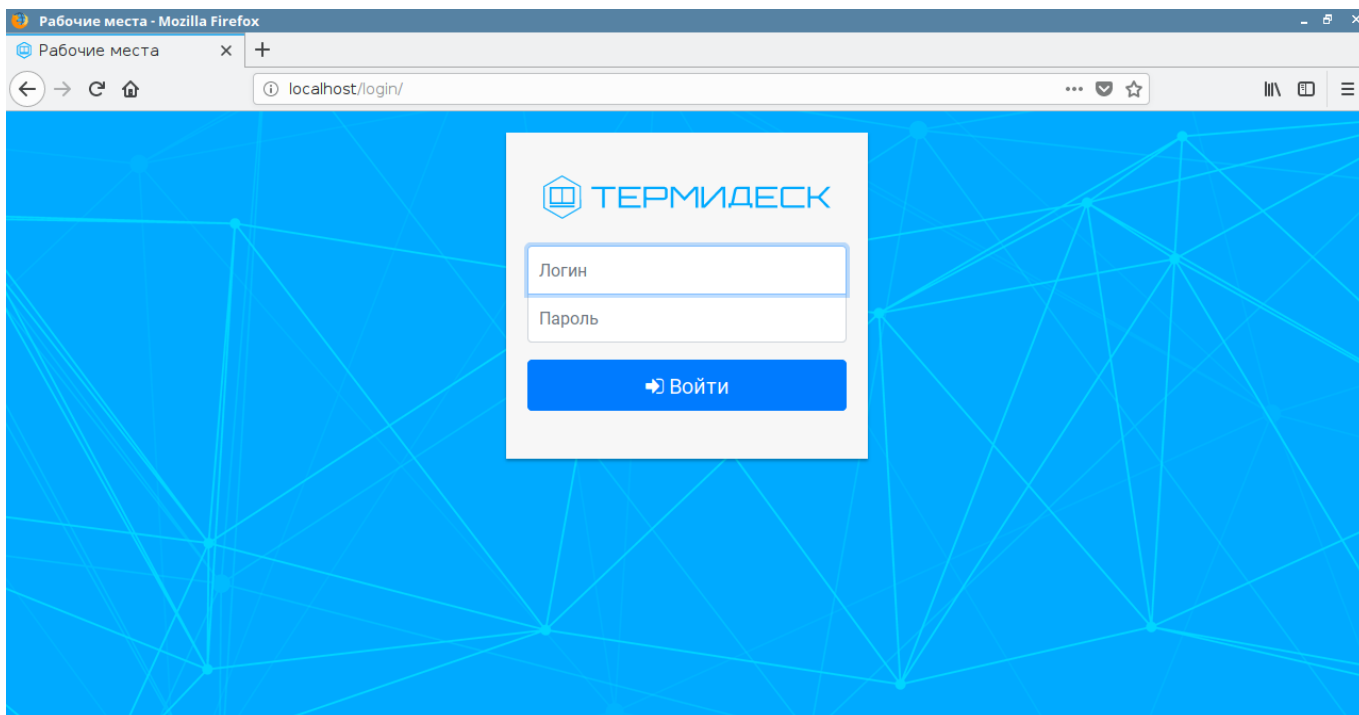 Рабочие места - Mozilla Firefox
Рабочие места
localhost/login/
ТЕРМИДЕСК
Логин
Пароль
Войти